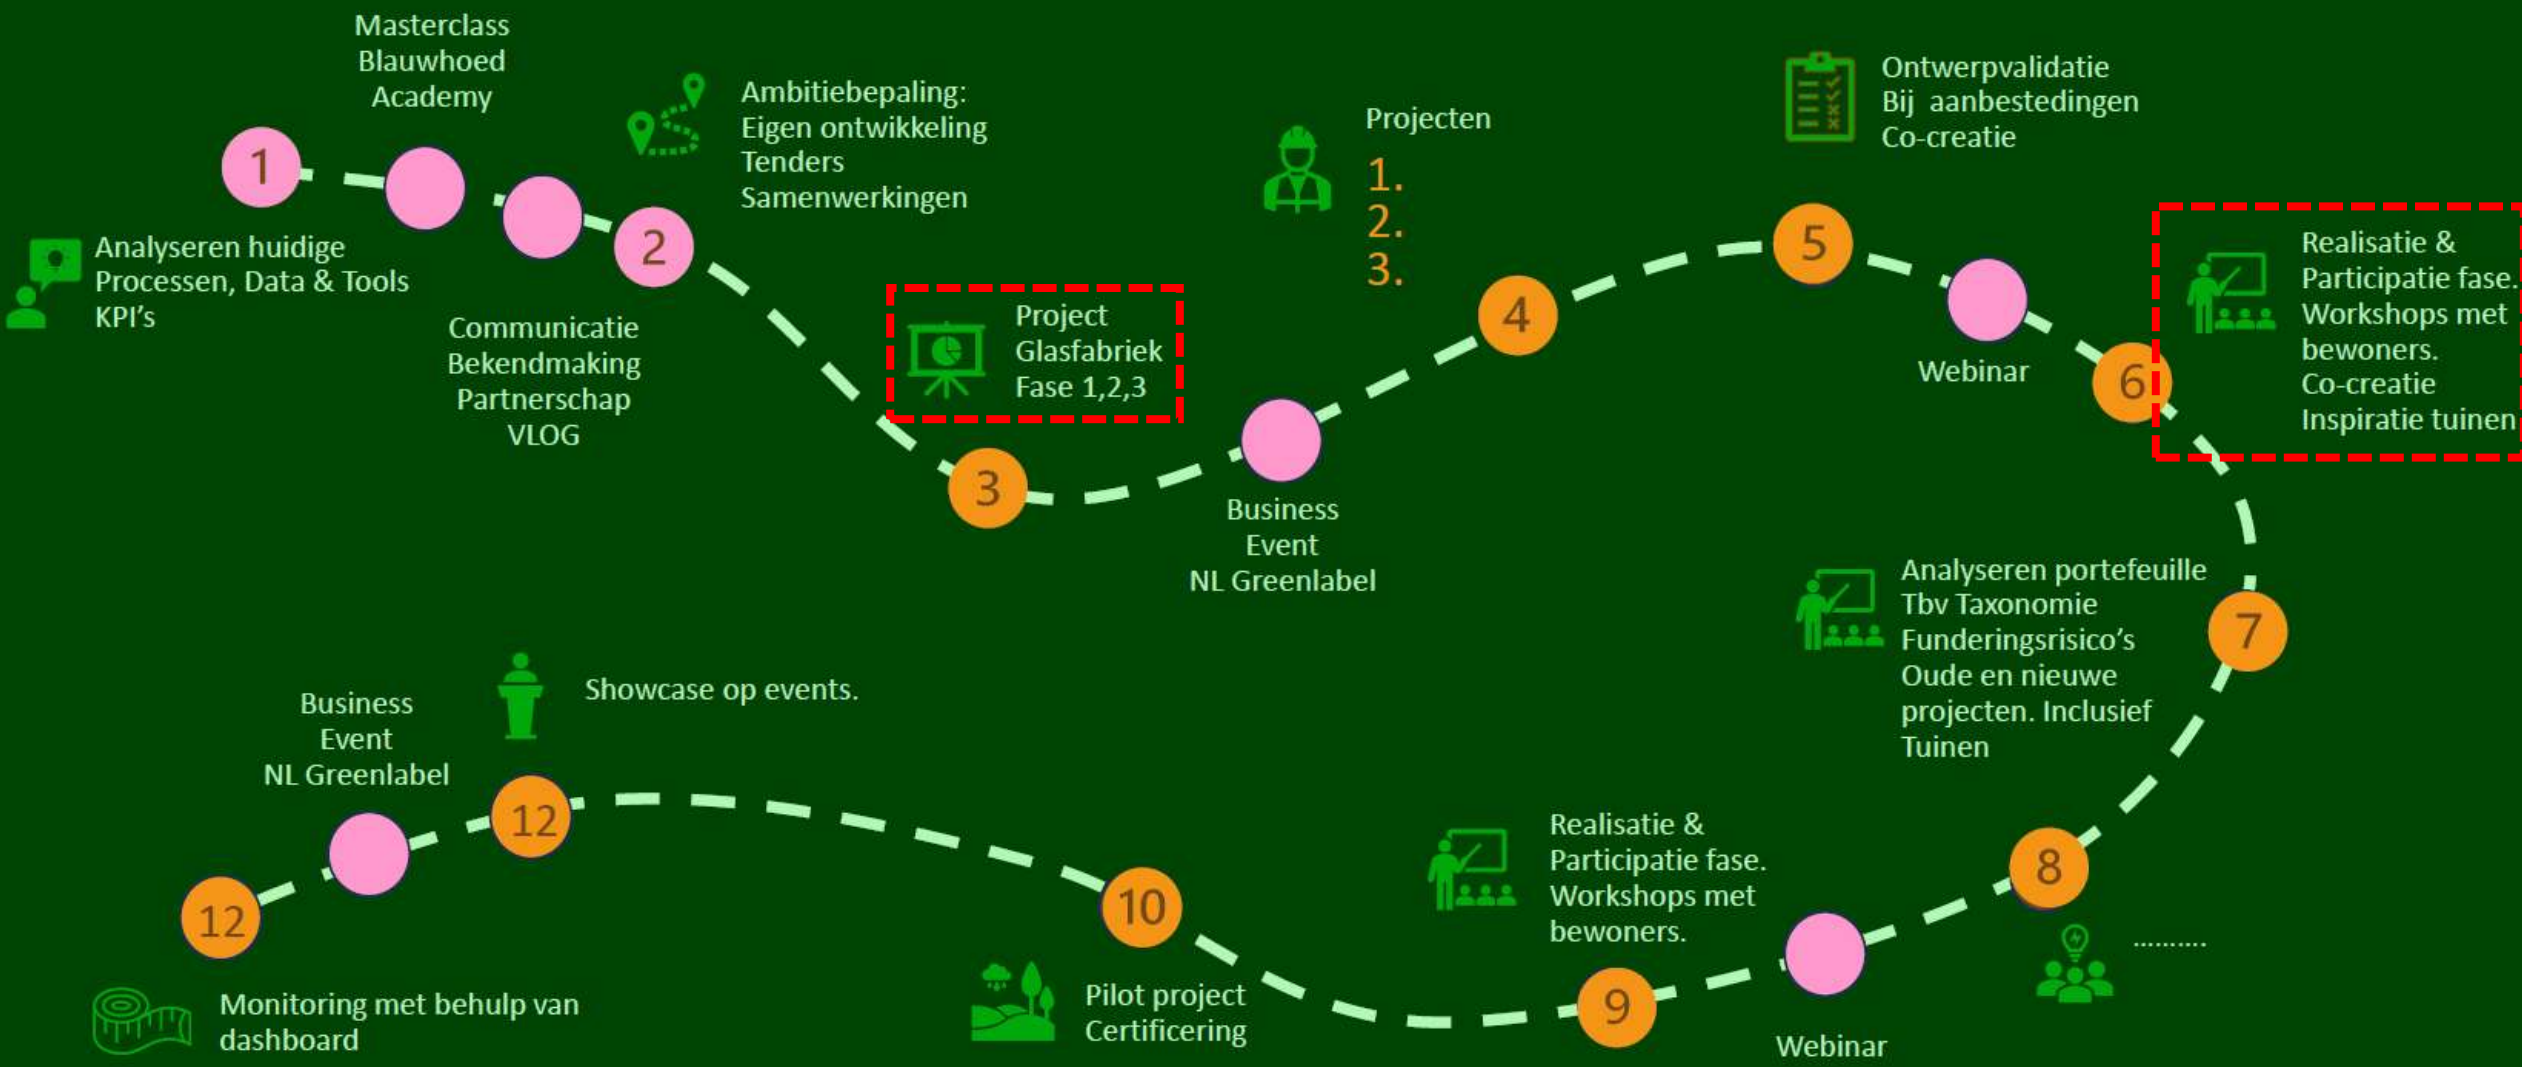 Masterclass
Blauwhoed
Academy
1
Analyseren huidige
Processen, Data & Tools
KPI's
Communicatie
Bekendmaking
Partnerschap
VLOG
2
Ambitiebepaling:
Eigen ontwikkeling
Tenders
Samenwerkingen
Project
Glasfabriek
Fase 1,2,3
3
Business
Event
NL Greenlabel
Projecten
1.
2.
3.
4
Ontwerpvalidatie
Bij aanbestedingen
Co-creatie
5
Webinar
6
Realisatie &
Participatie fase.
Workshops met
bewoners.
Co-creatie
Inspiratie tuinen
Analyseren portefeuille
Tbv Taxonomie
Funderingsrisico's
Oude en nieuwe
projecten. Inclusief
Tuinen
7
8
..........
Webinar
Realisatie &
Participatie fase.
Workshops met
bewoners.
9
10
Pilot project
Certificering
Showcase op events.
12
Business
Event
NL Greenlabel
12
Monitoring met behulp van
dashboard